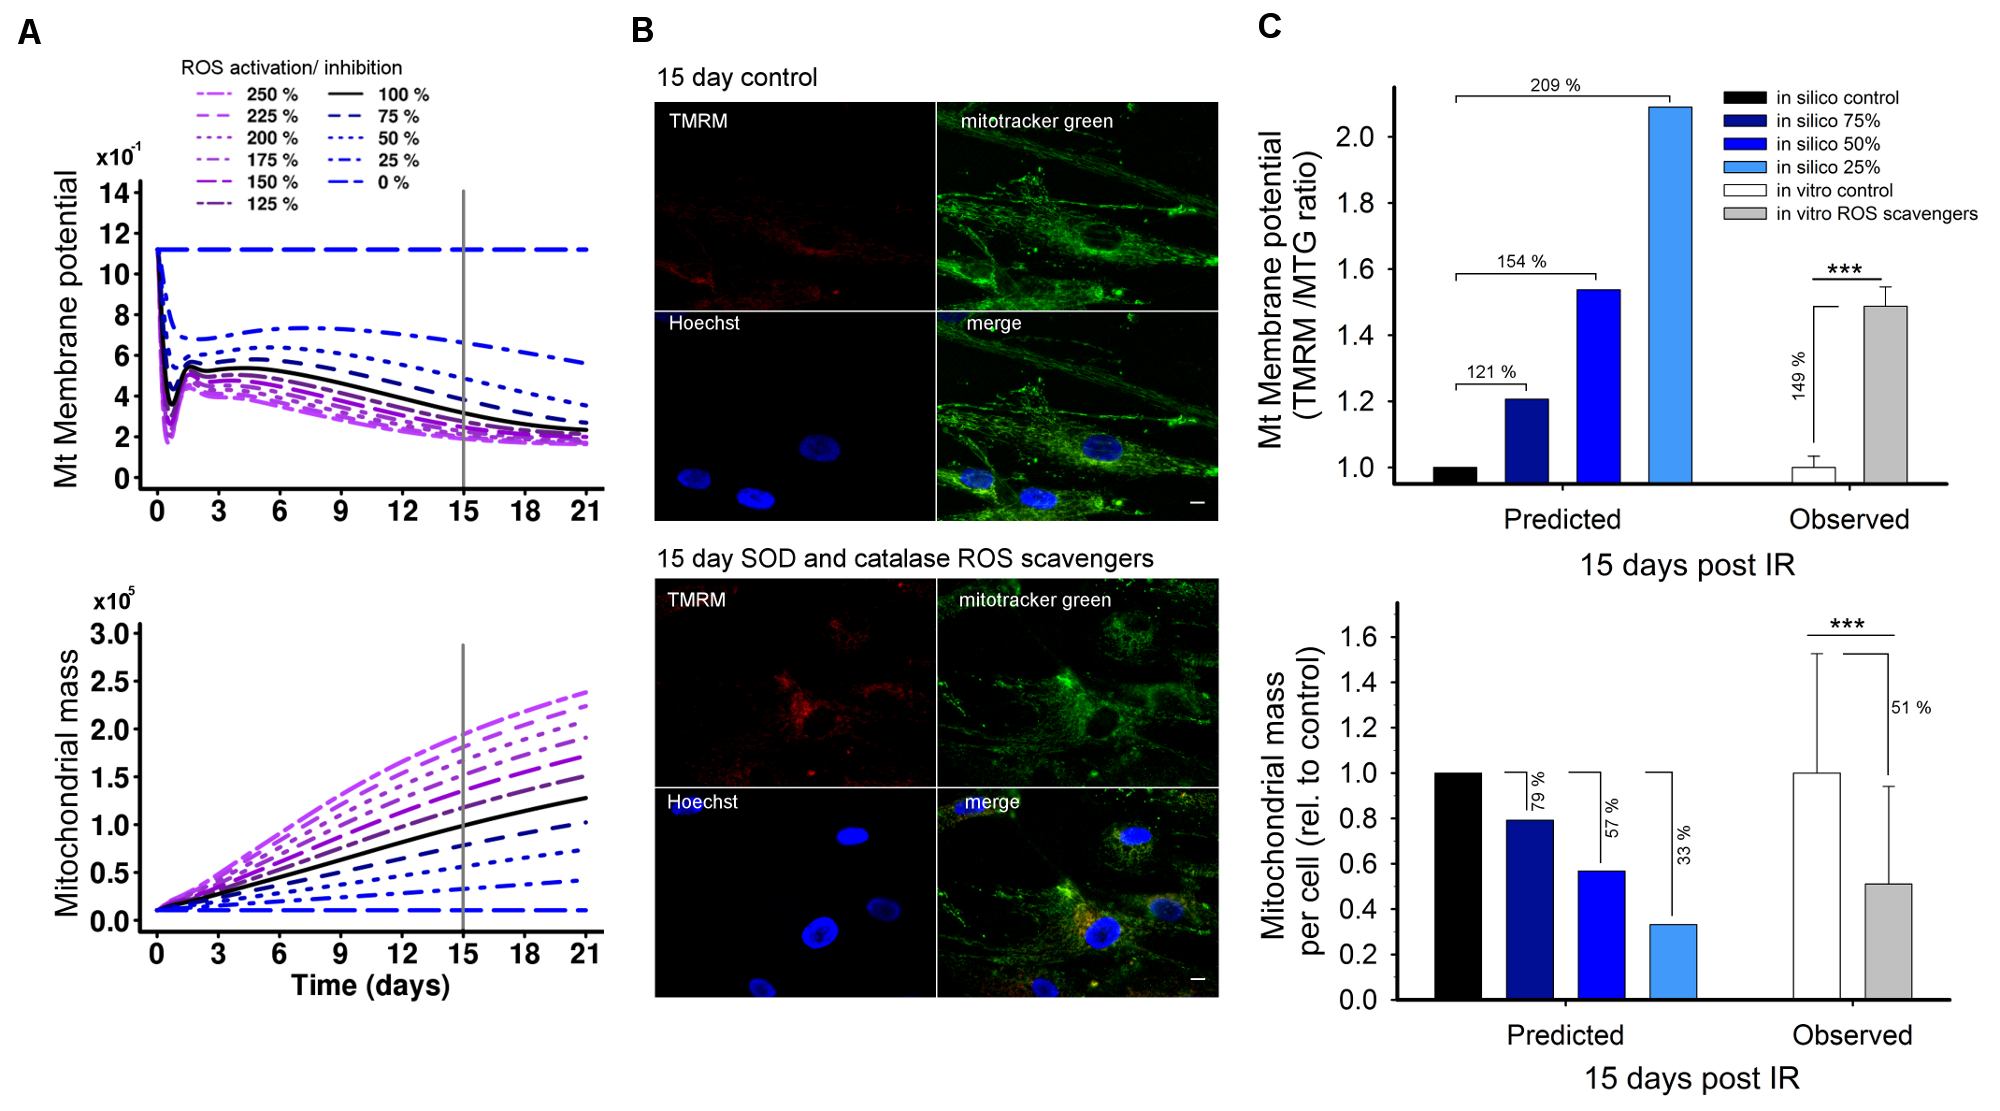 A
ROS activation/ inhibition
250 %
225 %
200 %
175 %
150 %
125 %
100 %
75 %
50 %
25 %
0 %
x10⁻¹
Mt Membrane potential
14
12
10
8
6
4
2
0
0 3 6 9 12 15 18 21
x10⁵
Mitochondrial mass
3.0
2.5
2.0
1.5
1.0
0.5
0.0
0 3 6 9 12 15 18 21
Time (days)
B
15 day control
TMRM
mitotracker green
Hoechst
merge
15 day SOD and catalase ROS scavengers
TMRM
mitotracker green
Hoechst
merge
C
Mt Membrane potential
(TMRM /MTG ratio)
2.0
1.8
1.6
1.4
1.2
1.0
209 %
154 %
121 %
149 %
***
in silico control
in silico 75%
in silico 50%
in silico 25%
in vitro control
in vitro ROS scavengers
Predicted
Observed
15 days post IR
Mitochondrial mass
per cell (rel. to control)
1.6
1.4
1.2
1.0
0.8
0.6
0.4
0.2
0.0
79 %
57 %
33 %
***
51 %
Predicted
Observed
15 days post IR